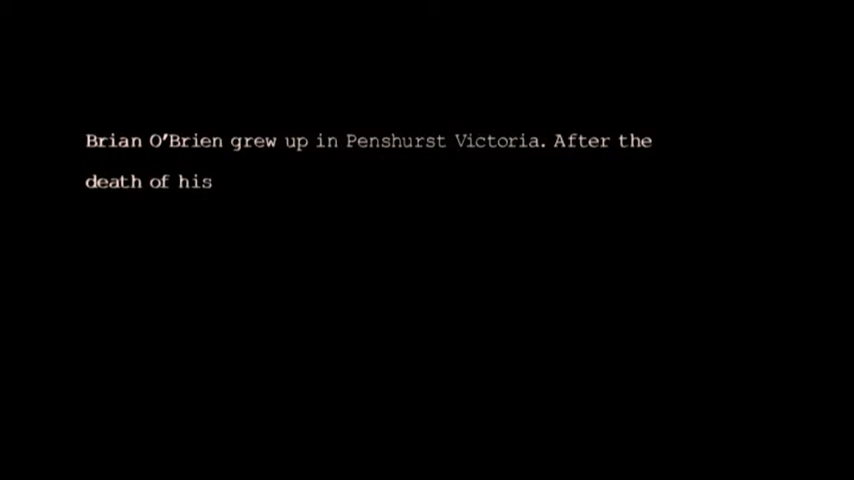 Brian O'Brien grew up in Penshurst Victoria. After the
death of his